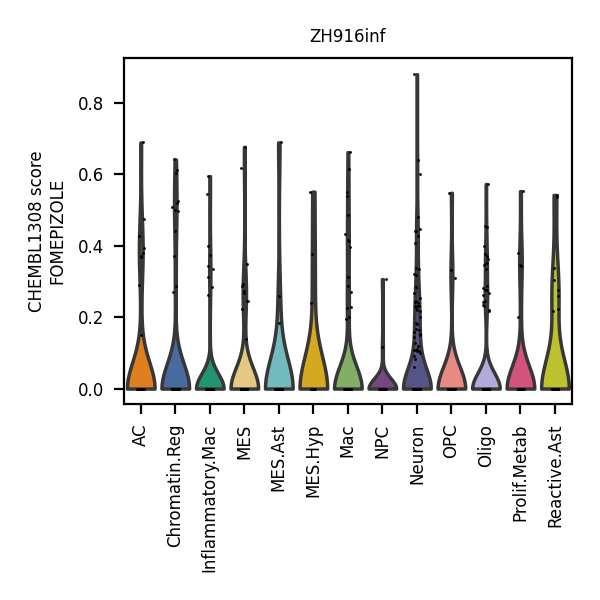 ZH916inf
CHEMBL1308 score
FOMEPIZOLE
0.8
0.6
0.4
0.2
0.0
AC
Chromatin.Reg
Inflammatory.Mac
MES
MES.Ast
MES.Hyp
Mac
NPC
Neuron
OPC
Oligo
Prolif.Metab
Reactive.Ast